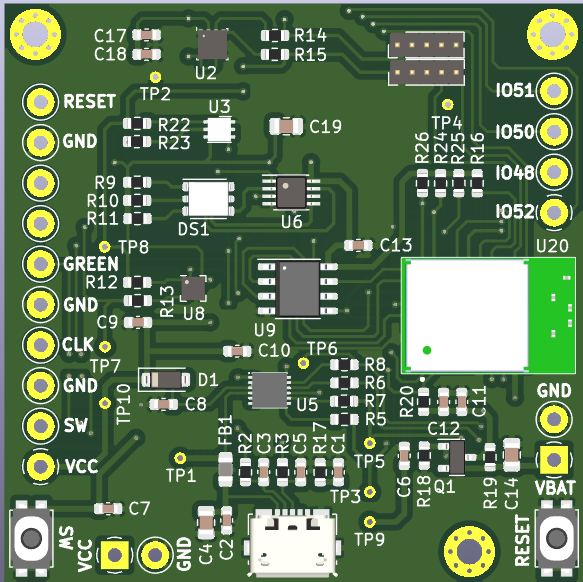 C17
C18
U2
R14
R15
TP2
TP4
RESET
IO51
GND
R22
R23
U3
C19
IO50
R26
R24
R25
R16
IO48
R9
R10
R11
DS1
U6
IO52
TP8
C13
U20
GREEN
R12
R13
U8
GND
C9
U9
CLK
TP7
C10
TP6
R8
R6
R7
R5
GND
TP10
D1
C8
U5
R20
C11
GND
SW
FB1
R2
C3
R3
C5
R17
C1
TP5
C12
VCC
TP1
C6
R18
Q1
R19
C14
VBAT
TP3
C7
SW
VCC
GND
C4
C2
TP9
RESET